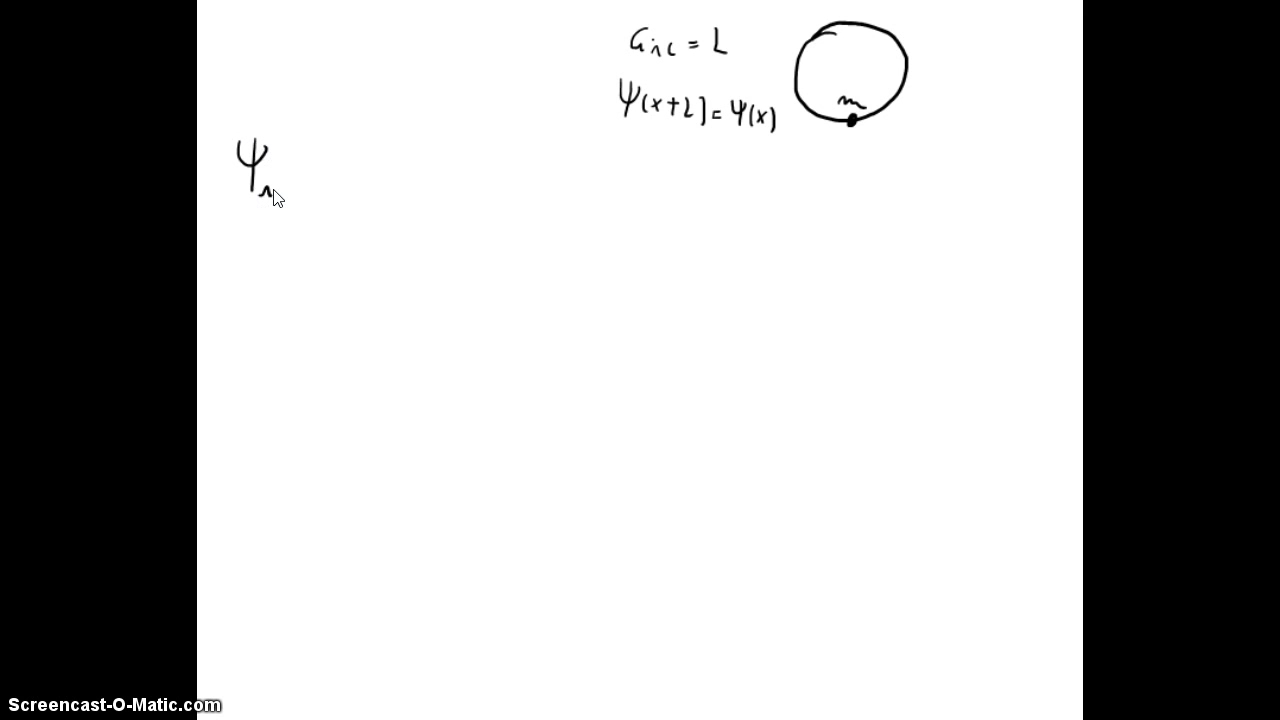 Circ = L
Ψ(x+L) = Ψ(x)
m
Ψn
Screencast-O-Matic.com